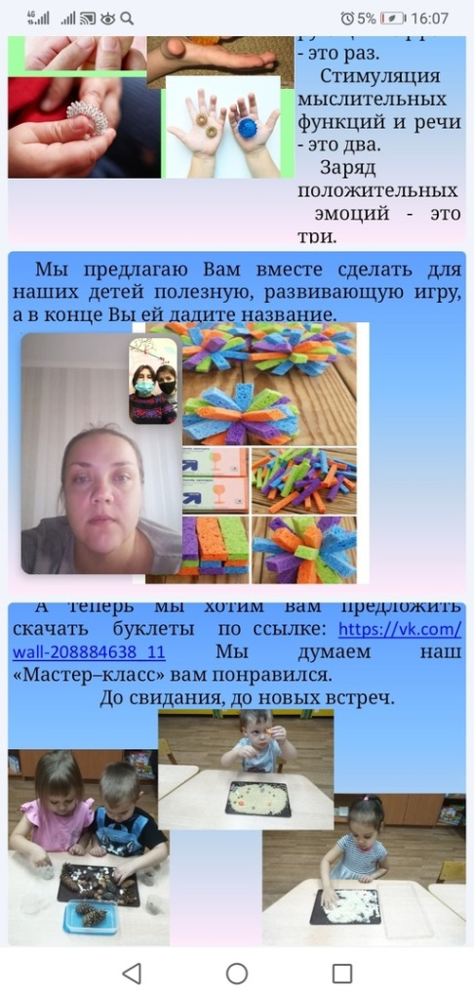 4G
5%
16:07
- это раз.
Стимуляция
мыслительных
функций и речи
- это два.
Заряд
положительных
эмоций - это
три.
Мы предлагаю Вам вместе сделать для
наших детей полезную, развивающую игру,
а в конце Вы ей дадите название.
А теперь мы хотим вам предложить
скачать буклеты по ссылке: https://vk.com/
wall-208884638_11 Мы думаем наш
«Мастер–класс» вам понравился.
До свидания, до новых встреч.